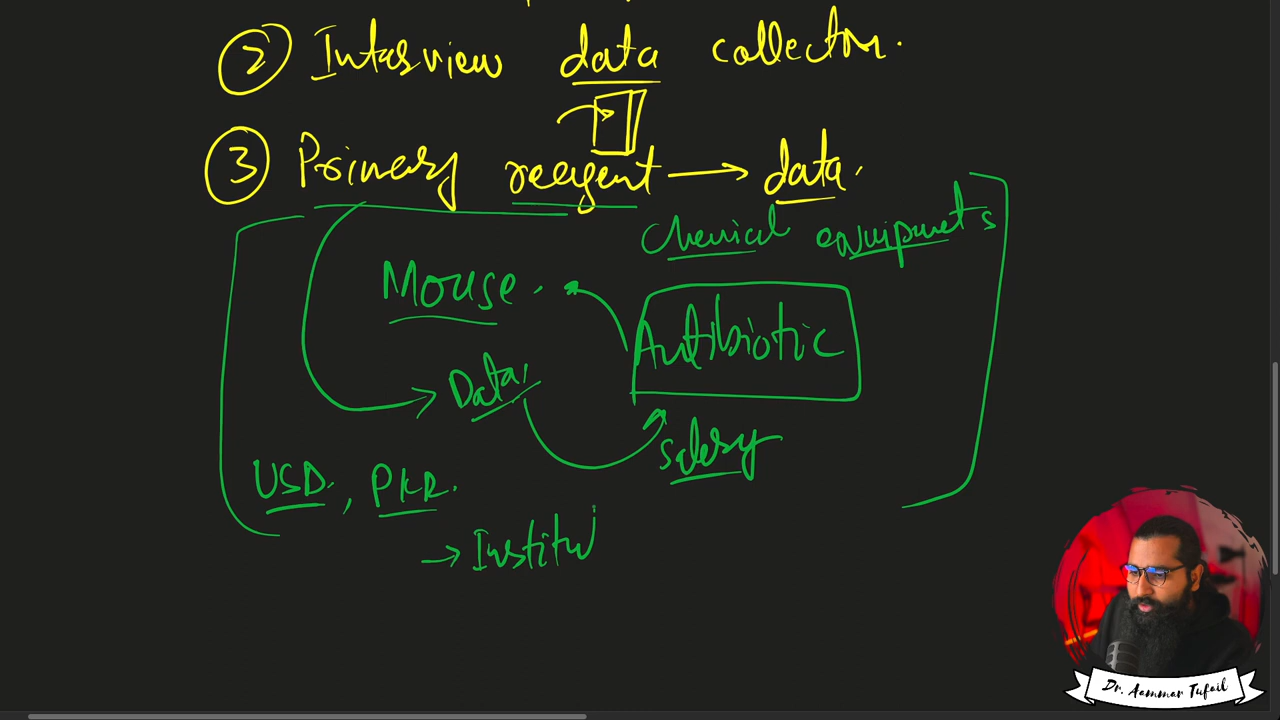 ② Interview data collector.
③ Primary reagent → data.
Chemical equipments
Mouse.
Antibiotic
→ Data.
Salary
USD., PKR.
→ Institu
Dr. Aammar Tufail